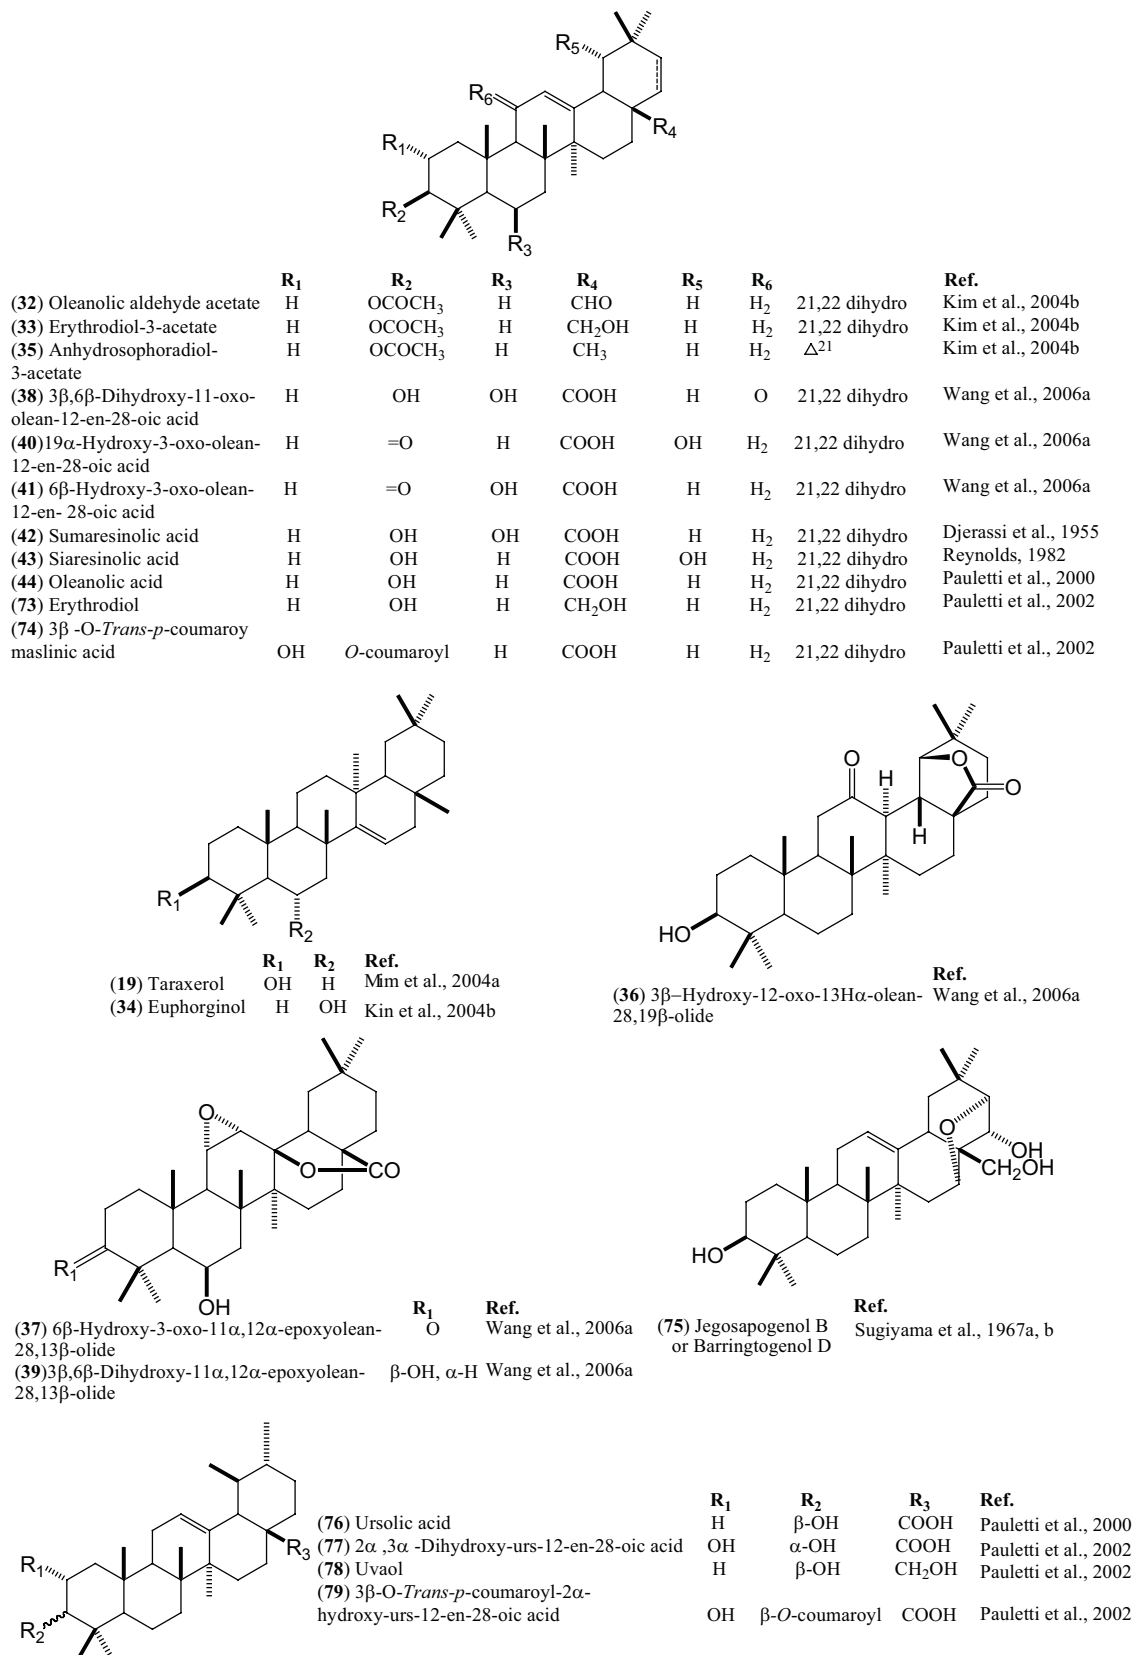 R5
R6
R4
R1
R2
R3
R1 R2 R3 R4 R5 R6 Ref.
(32) Oleanolic aldehyde acetate H OCOCH3 H CHO H H2 21,22 dihydro Kim et al., 2004b
(33) Erythrodiol-3-acetate H OCOCH3 H CH2OH H H2 21,22 dihydro Kim et al., 2004b
(35) Anhydrosophoradiol- H OCOCH3 H CH3 H H2 △21 Kim et al., 2004b
3-acetate
(38) 3β,6β-Dihydroxy-11-oxo- H OH OH COOH H O 21,22 dihydro Wang et al., 2006a
olean-12-en-28-oic acid
(40)19α-Hydroxy-3-oxo-olean- H =O H COOH OH H2 21,22 dihydro Wang et al., 2006a
12-en-28-oic acid
(41) 6β-Hydroxy-3-oxo-olean- H =O OH COOH H H2 21,22 dihydro Wang et al., 2006a
12-en- 28-oic acid
(42) Sumaresinolic acid H OH OH COOH H H2 21,22 dihydro Djerassi et al., 1955
(43) Siaresinolic acid H OH H COOH OH H2 21,22 dihydro Reynolds, 1982
(44) Oleanolic acid H OH H COOH H H2 21,22 dihydro Pauletti et al., 2000
(73) Erythrodiol H OH H CH2OH H H2 21,22 dihydro Pauletti et al., 2002
(74) 3β -O-Trans-p-coumaroy
maslinic acid OH O-coumaroyl H COOH H H2 21,22 dihydro Pauletti et al., 2002
R1
R2
R1 R2 Ref.
(19) Taraxerol OH H Mim et al., 2004a
(34) Euphorginol H OH Kin et al., 2004b
O
H
O
O
H
HO
Ref.
(36) 3β–Hydroxy-12-oxo-13Hα-olean- Wang et al., 2006a
28,19β-olide
O
O CO
R1
OH
R1 Ref.
(37) 6β-Hydroxy-3-oxo-11α,12α-epoxyolean- O Wang et al., 2006a
28,13β-olide
(39)3β,6β-Dihydroxy-11α,12α-epoxyolean- β-OH, α-H Wang et al., 2006a
28,13β-olide
O
OH
CH2OH
HO
Ref.
(75) Jegosapogenol B Sugiyama et al., 1967a, b
or Barringtogenol D
R1
R2
R3
R1 R2 R3 Ref.
(76) Ursolic acid H β-OH COOH Pauletti et al., 2000
(77) 2α ,3α -Dihydroxy-urs-12-en-28-oic acid OH α-OH COOH Pauletti et al., 2002
(78) Uvaol H β-OH CH2OH Pauletti et al., 2002
(79) 3β-O-Trans-p-coumaroyl-2α-
hydroxy-urs-12-en-28-oic acid OH β-O-coumaroyl COOH Pauletti et al., 2002